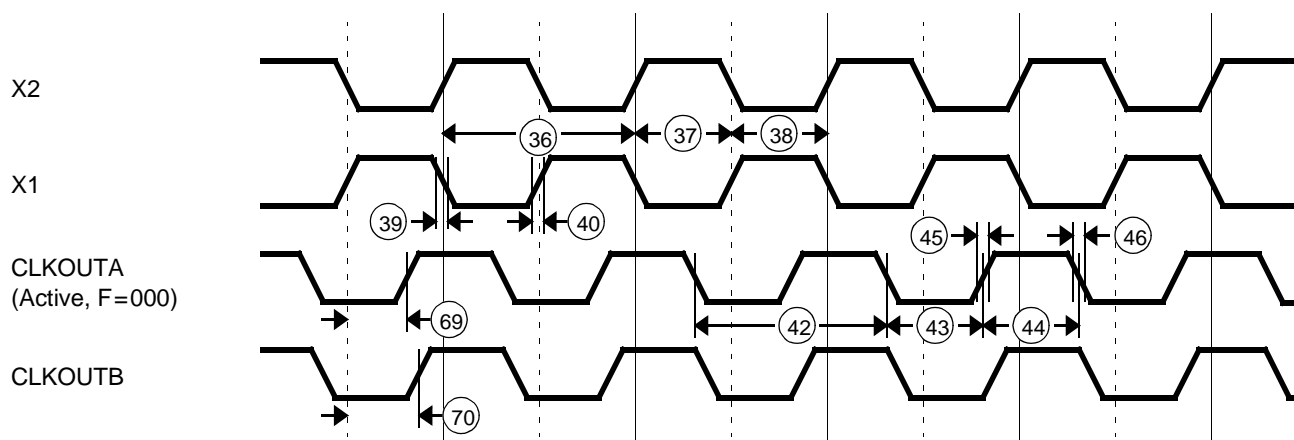 X2
36
37
38
X1
39
40
45
46
CLKOUTA
(Active, F=000)
69
42
43
44
CLKOUTB
70